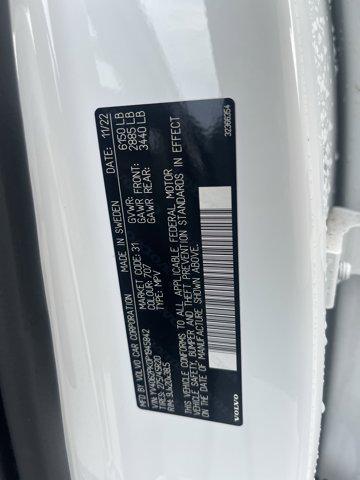 MFD BY VOLVO CAR CORPORATION MADE IN SWEDEN DATE: 11/22
GVWR: 6150 LB
GAWR FRONT: 2885 LB
GAWR REAR: 3440 LB
MARKET CODE: 31
COLOUR: 707
TYPE: MPV
TIRE: 275/45R20
THIS VEHICLE CONFORMS TO ALL APPLICABLE FEDERAL MOTOR
VEHICLE SAFETY, BUMPER AND THEFT PREVENTION STANDARDS IN EFFECT
ON THE DATE OF MANUFACTURE SHOWN ABOVE.
VOLVO
32366054